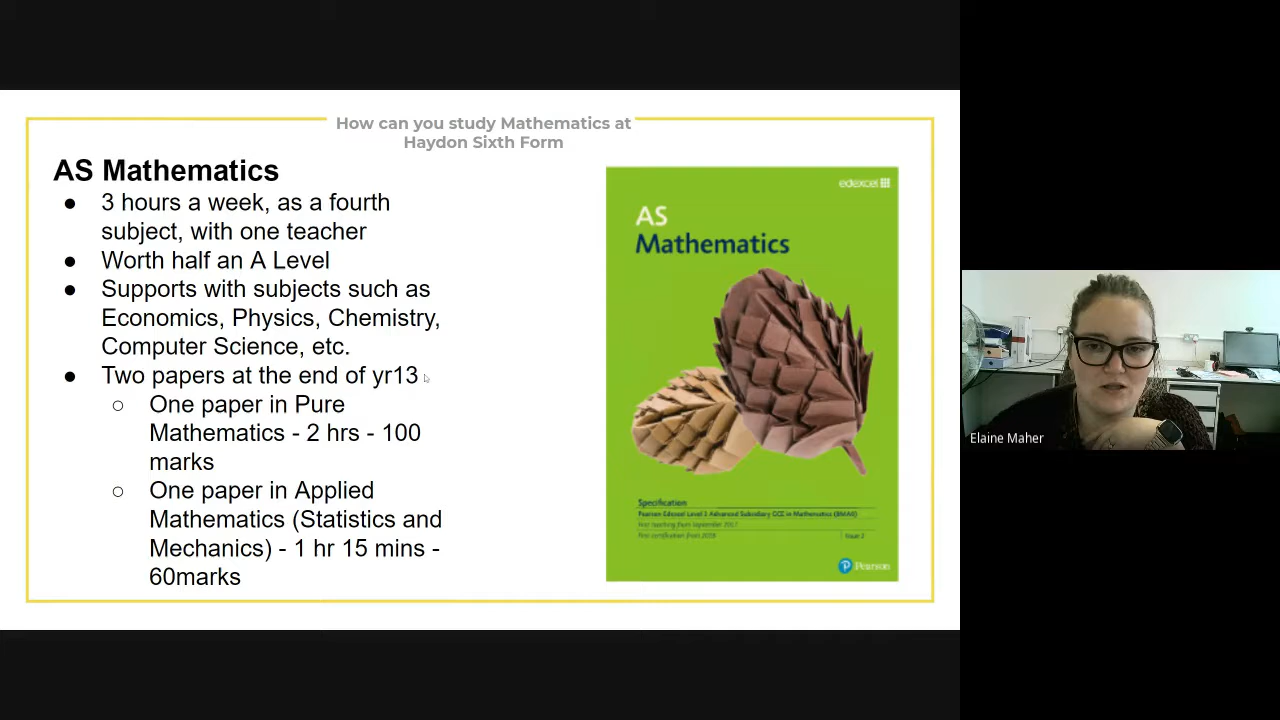 How can you study Mathematics at
Haydon Sixth Form
AS Mathematics
● 3 hours a week, as a fourth
subject, with one teacher
● Worth half an A Level
● Supports with subjects such as
Economics, Physics, Chemistry,
Computer Science, etc.
● Two papers at the end of yr13
○ One paper in Pure
Mathematics - 2 hrs - 100
marks
○ One paper in Applied
Mathematics (Statistics and
Mechanics) - 1 hr 15 mins -
60marks
edexcel
AS
Mathematics
Specification
Pearson Edexcel Level 3 Advanced Subsidiary GCE in Mathematics (8MA0)
First teaching from September 2017
First certification from 2018
Issue 2
Pearson
Elaine Maher